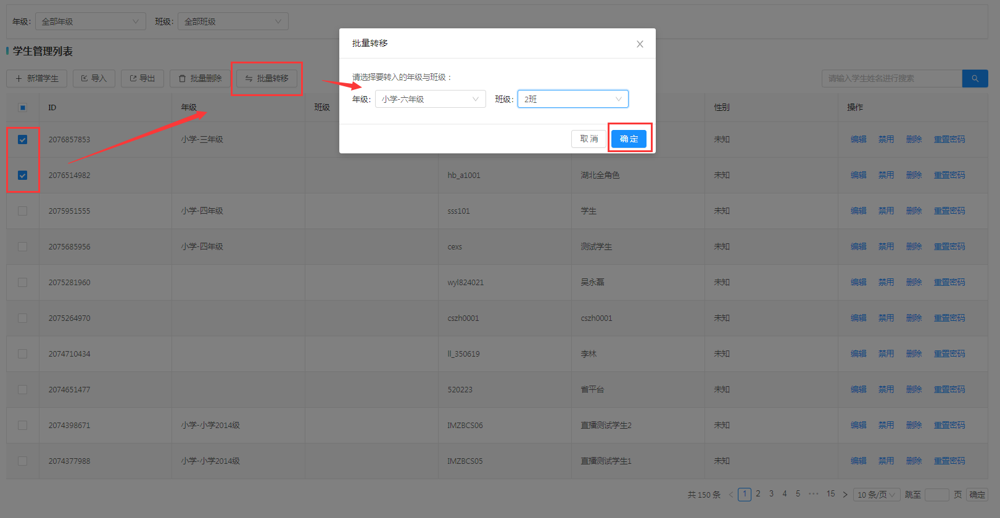 年级: 全部年级 班级: 全部班级
学生管理列表
新增学生 导入 导出 批量删除 批量转移 请输入学生姓名进行搜索
批量转移
请选择要转入的年级与班级：
年级: 小学-六年级 班级: 2班
取 消 确 定
ID 年级 班级 性别 操作
2076857853 小学-三年级 未知 编辑 禁用 删除 重置密码
2076514982 hb_a1001 湖北全角色 未知 编辑 禁用 删除 重置密码
2075951555 小学-四年级 sss101 学生 未知 编辑 禁用 删除 重置密码
2075685956 小学-四年级 cexs 测试学生 未知 编辑 禁用 删除 重置密码
2075281960 wyl824021 吴永磊 未知 编辑 禁用 删除 重置密码
2075264970 cszh0001 cszh0001 未知 编辑 禁用 删除 重置密码
2074710434 ll_350619 李林 未知 编辑 禁用 删除 重置密码
2074651477 520223 省平台 未知 编辑 禁用 删除 重置密码
2074398671 小学-小学2014级 IMZBCS06 直播测试学生2 未知 编辑 禁用 删除 重置密码
2074377988 小学-小学2014级 IMZBCS05 直播测试学生1 未知 编辑 禁用 删除 重置密码
共 150 条 1 2 3 4 5 ••• 15 10 条/页 跳至 页 确定